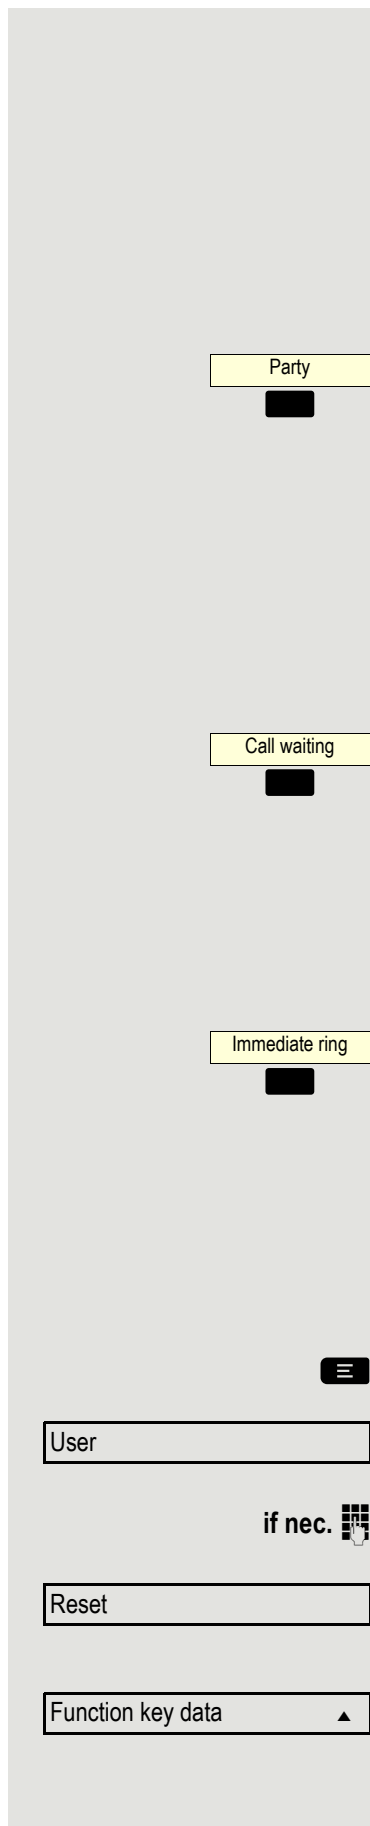 Party
Call waiting
Immediate ring
User
if nec.
Reset
Function key data